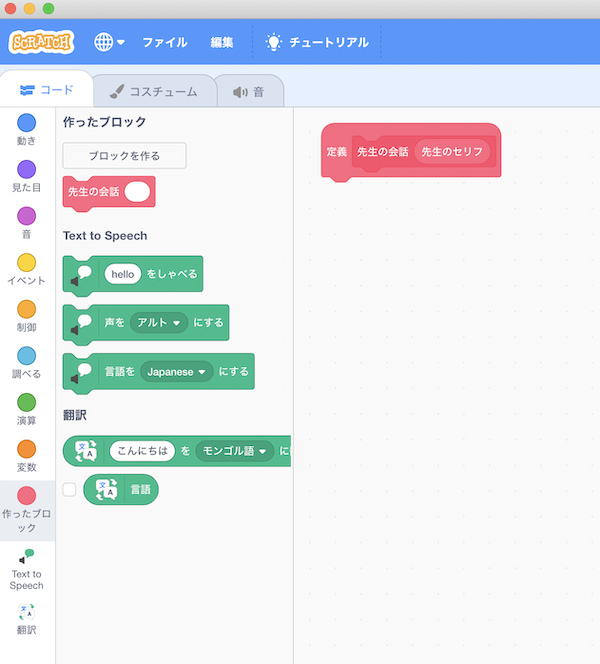 SCRATCH
ファイル 編集 チュートリアル
コード コスチューム 音
動き
見た目
音
イベント
制御
調べる
演算
変数
作ったブロ
ック
Text to
Speech
翻訳
作ったブロック
ブロックを作る
先生の会話
Text to Speech
hello をしゃべる
声を アルト にする
言語を Japanese にする
翻訳
文 A こんにちは を モンゴル語 に
文 A 言語
定義 先生の会話 先生のセリフ